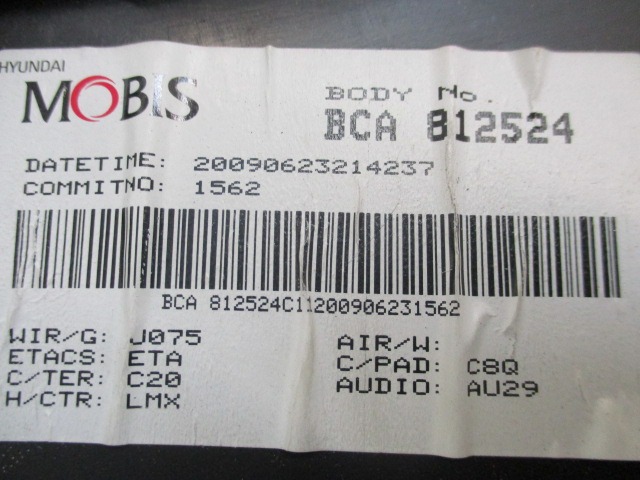 HYUNDAI
MOBIS
BODY No.
BCA 812524
DATETIME: 20090623214237
COMMITNO: 1562
BCA 812524C11200906231562
WIR/G: J075
AIR/W:
ETACS: ETA
C/PAD: C8Q
C/TER: C20
AUDIO: AU29
H/CTR: LMX